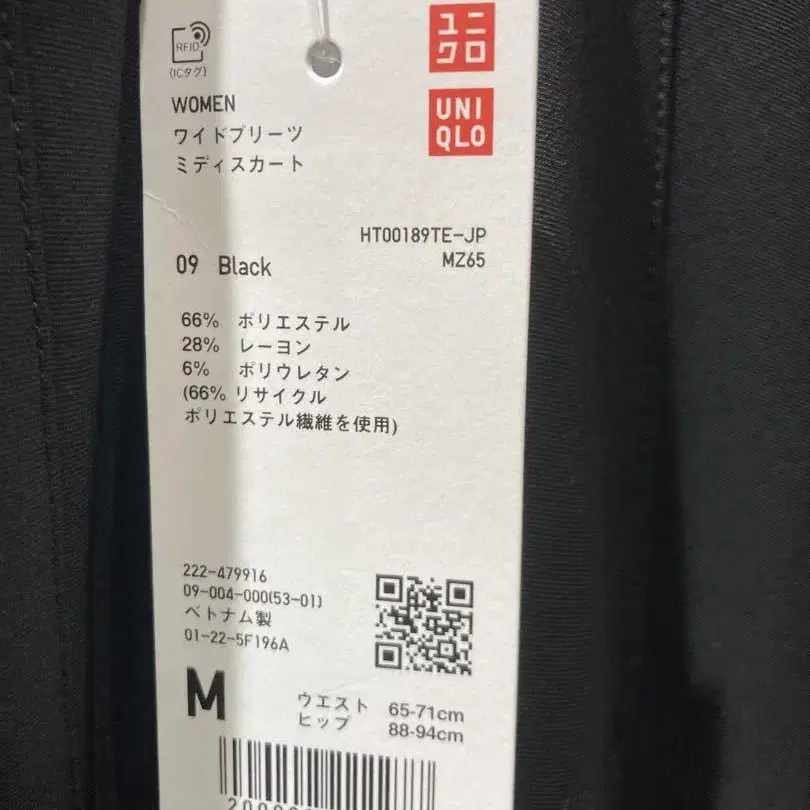 RFID
(ICタグ)
ユニ
クロ
UNI
QLO
WOMEN
ワイドプリーツ
ミディスカート
HT00189TE-JP
MZ65
09 Black
66% ポリエステル
28% レーヨン
6% ポリウレタン
(66% リサイクル
ポリエステル繊維を使用)
222-479916
09-004-000(53-01)
ベトナム製
01-22-5F196A
M
ウエスト 65-71cm
ヒップ 88-94cm